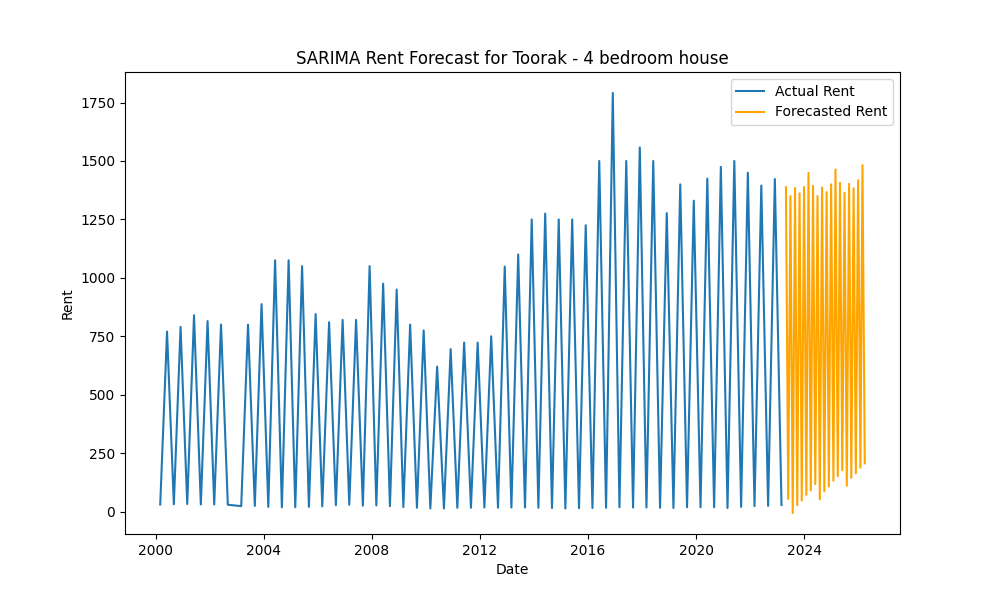 SARIMA Rent Forecast for Toorak - 4 bedroom house
Actual Rent
Forecasted Rent
1750
1500
1250
1000
750
500
250
0
Rent
2000 2004 2008 2012 2016 2020 2024
Date